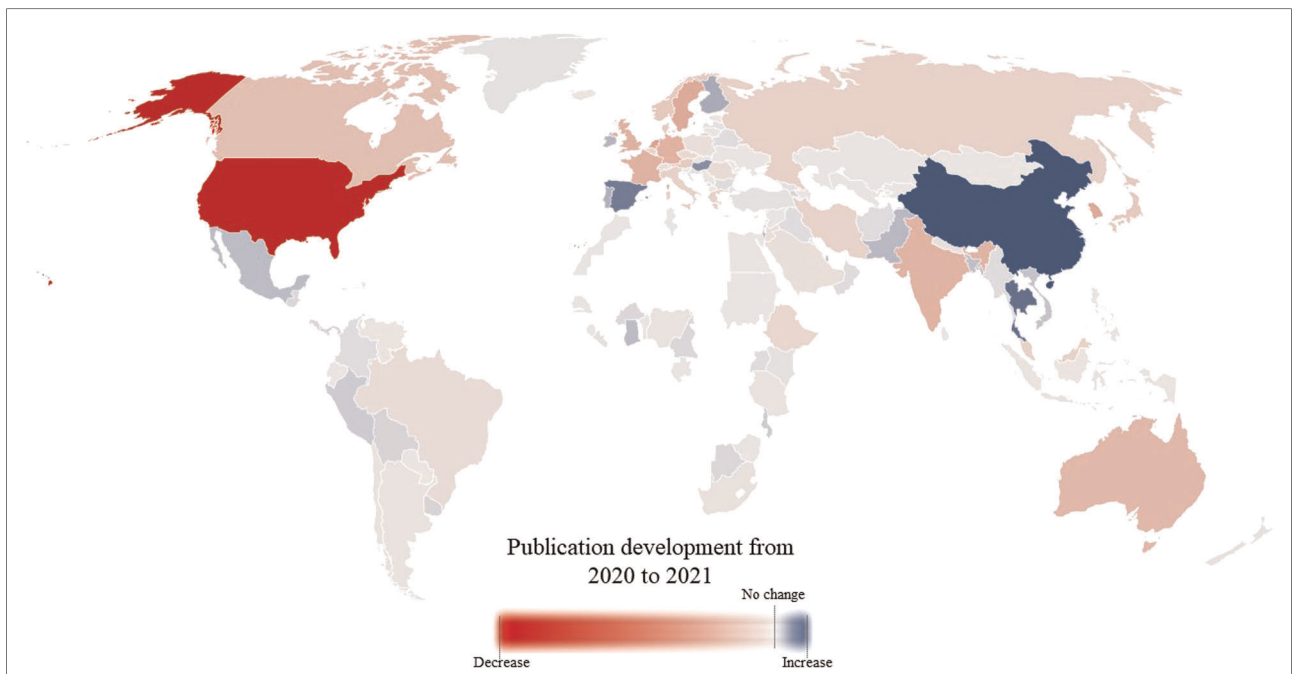 Publication development from
2020 to 2021
No change
Decrease
Increase